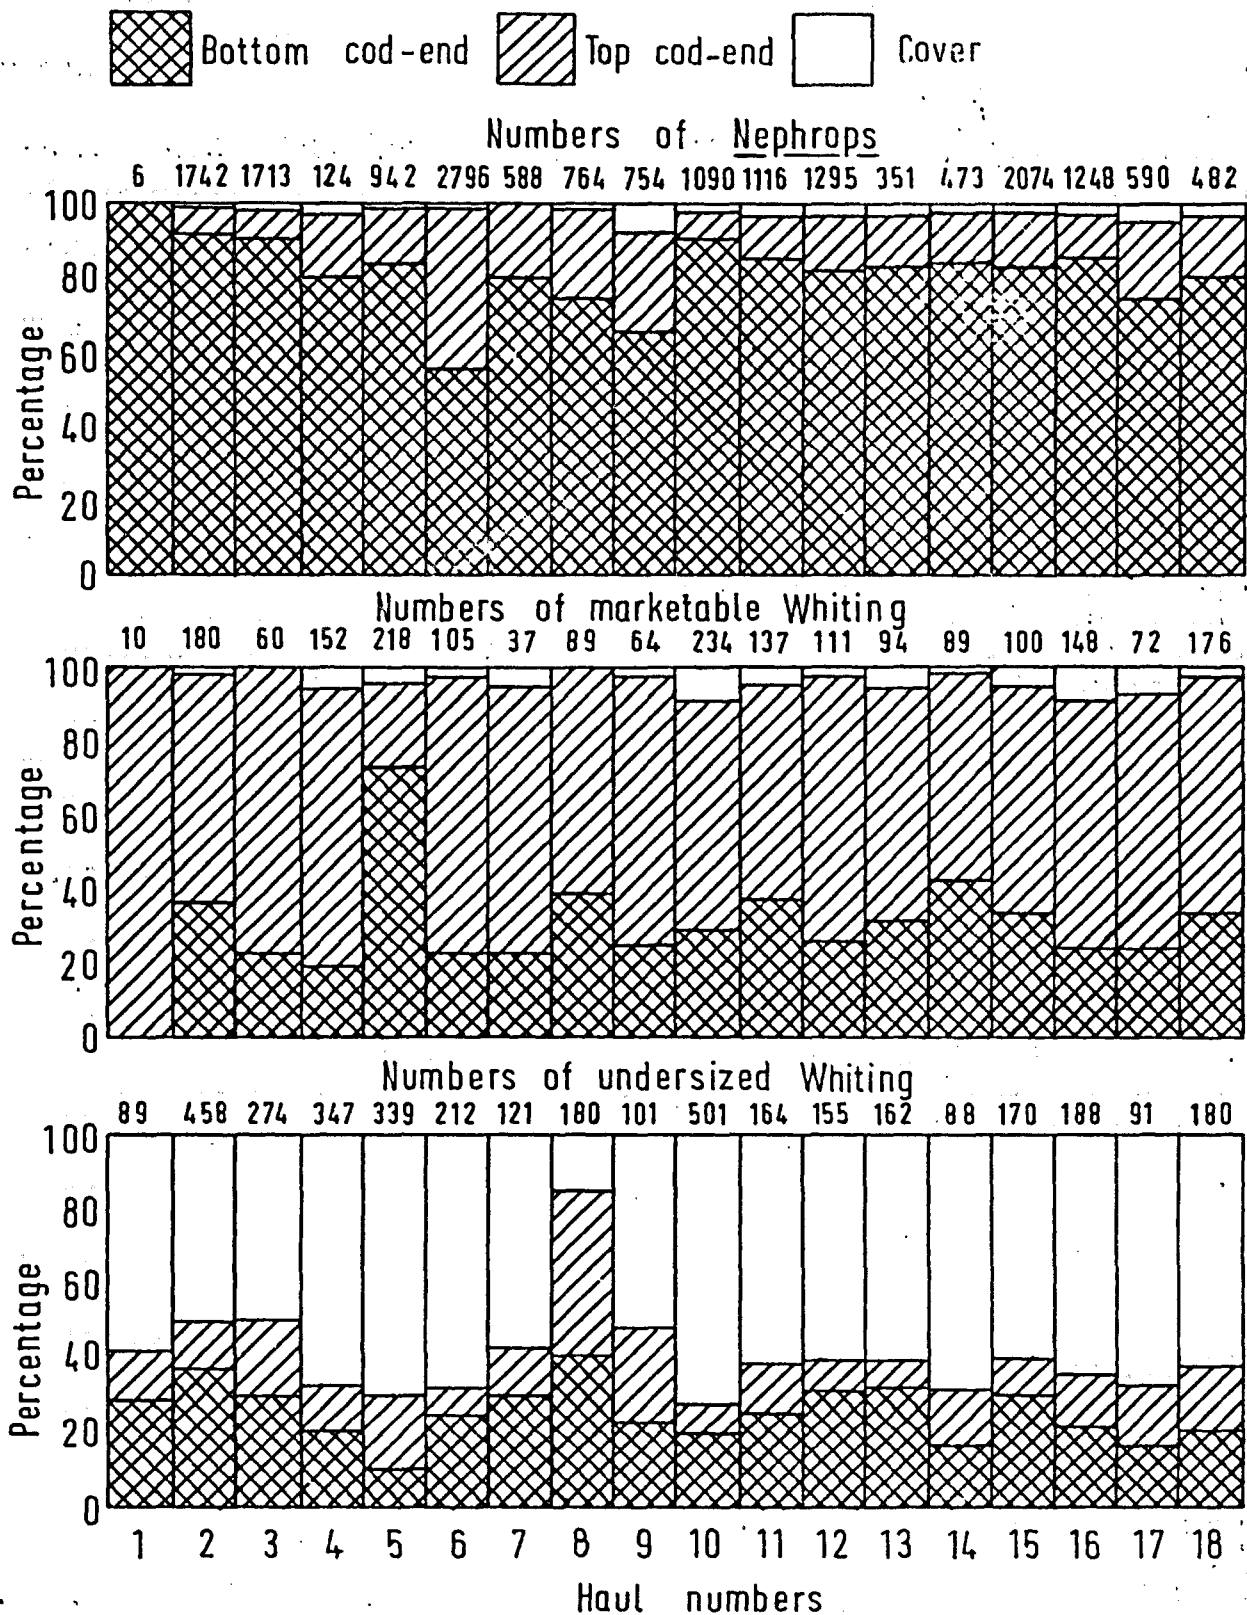 Bottom cod-end Top cod-end Cover
Numbers of Nephrops
6 1742 1713 124 942 2796 588 764 754 1090 1116 1295 351 473 2074 1248 590 482
100
80
60
40
20
0
Percentage
Numbers of marketable Whiting
10 180 60 152 218 105 37 89 64 234 137 111 94 89 100 148 72 176
100
80
60
40
20
0
Percentage
Numbers of undersized Whiting
89 458 274 347 339 212 121 180 101 501 164 155 162 88 170 188 91 180
100
80
60
40
20
0
Percentage
1 2 3 4 5 6 7 8 9 10 11 12 13 14 15 16 17 18
Haul numbers